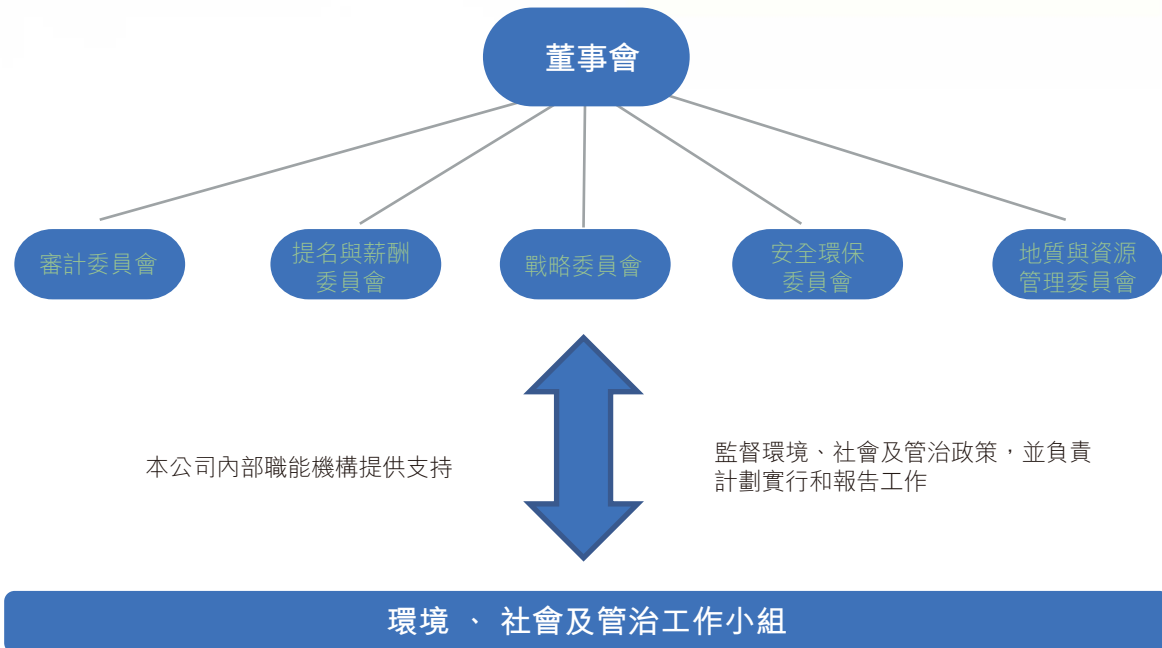 董事會
審計委員會
提名與薪酬
委員會
戰略委員會
安全環保
委員會
地質與資源
管理委員會
本公司內部職能機構提供支持
監督環境、社會及管治政策，並負責
計劃實行和報告工作
環境 、 社會及管治工作小組